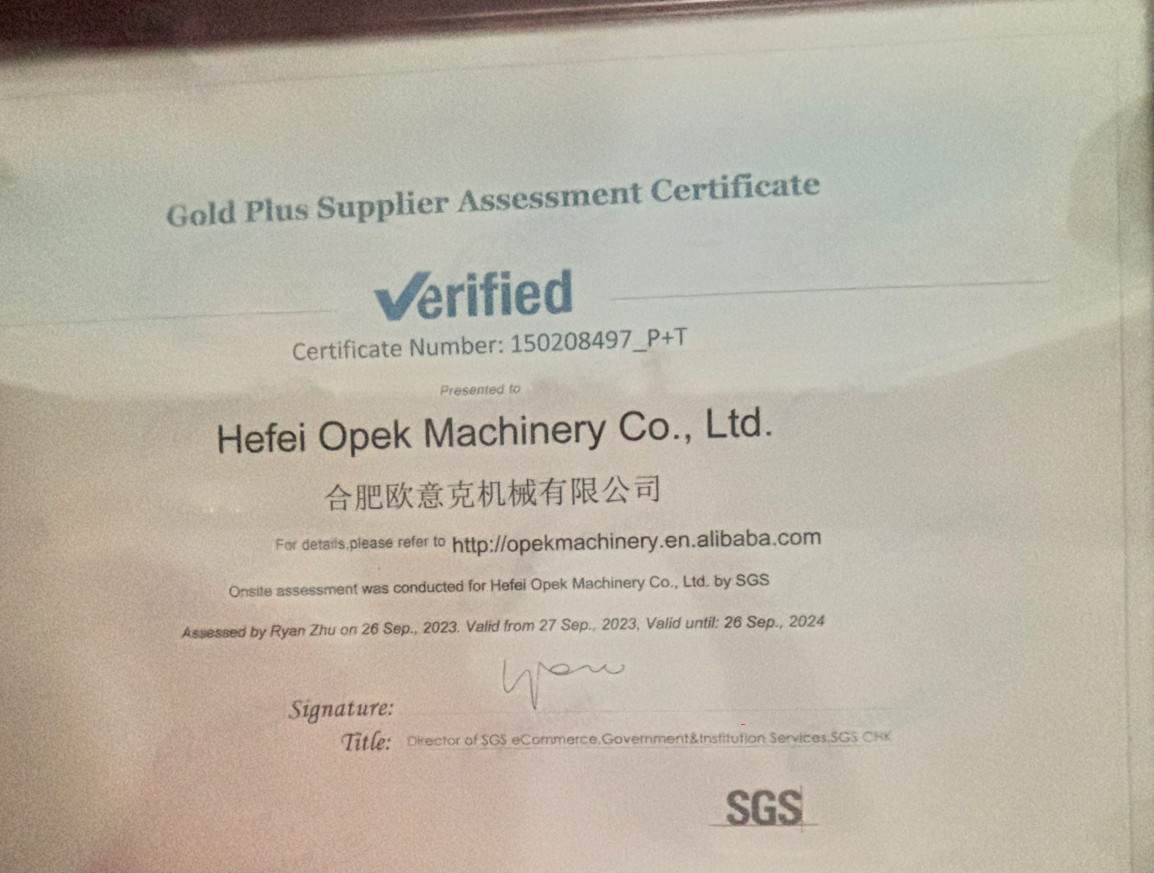 Gold Plus Supplier Assessment Certificate
Verified
Certificate Number: 150208497_P+T
Presented to
Hefei Opek Machinery Co., Ltd.
合肥欧意克机械有限公司
For details,please refer to http://opekmachinery.en.alibaba.com
Onsite assessment was conducted for Hefei Opek Machinery Co., Ltd. by SGS
Assessed by Ryan Zhu on 26 Sep., 2023. Valid from 27 Sep., 2023, Valid until: 26 Sep., 2024
Signature:
Title: Director of SGS eCommerce,Government&Institution Services,SGS CHK
SGS